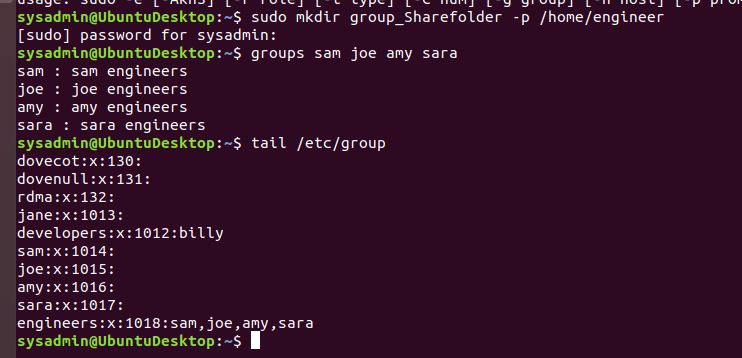 usage: sudo -e [-AknS] [-r role] [-t type] [-C num] [-g group] [-h host] [-p prom
sysadmin@UbuntuDesktop:~$ sudo mkdir group_Sharefolder -p /home/engineer
[sudo] password for sysadmin:
sysadmin@UbuntuDesktop:~$ groups sam joe amy sara
sam : sam engineers
joe : joe engineers
amy : amy engineers
sara : sara engineers
sysadmin@UbuntuDesktop:~$ tail /etc/group
dovecot:x:130:
dovenull:x:131:
rdma:x:132:
jane:x:1013:
developers:x:1012:billy
sam:x:1014:
joe:x:1015:
amy:x:1016:
sara:x:1017:
engineers:x:1018:sam,joe,amy,sara
sysadmin@UbuntuDesktop:~$